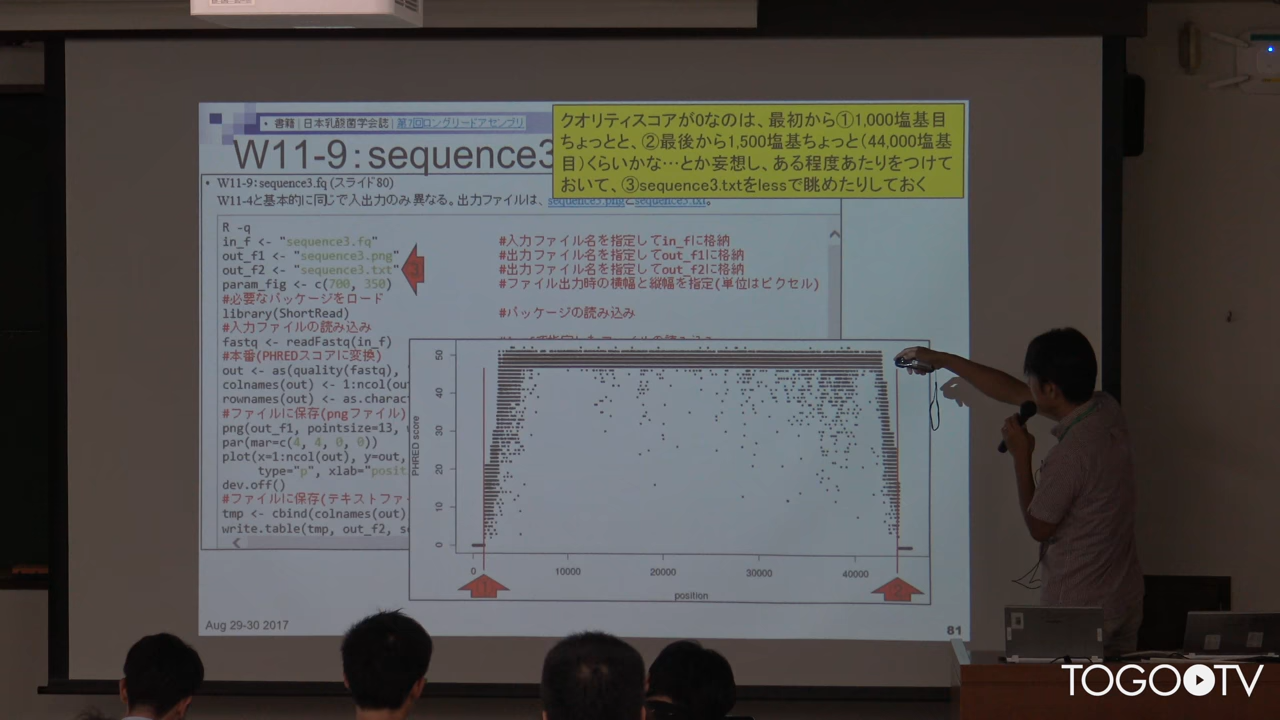 ・書籍 | 日本乳酸菌学会誌 | 第7回ロングリードアセンブリ
W11-9：sequence3
クオリティスコアが0なのは、最初から①1,000塩基目
ちょっとと、②最後から1,500塩基ちょっと（44,000塩基
目）くらいかな…とか妄想し、ある程度あたりをつけて
おいて、③sequence3.txtをlessで眺めたりしておく
• W11-9：sequence3.fq (スライド80)
W11-4と基本的に同じで入出力のみ異なる。出力ファイルは、sequence3.pngとsequence3.txt。
R -q
in_f <- "sequence3.fq" #入力ファイル名を指定してin_fに格納
out_f1 <- "sequence3.png" #出力ファイル名を指定してout_f1に格納
out_f2 <- "sequence3.txt" #出力ファイル名を指定してout_f2に格納
param_fig <- c(700, 350) #ファイル出力時の横幅と縦幅を指定(単位はピクセル)
#必要なパッケージをロード
library(ShortRead) #パッケージの読み込み
#入力ファイルの読み込み
fastq <- readFastq(in_f)
#本番(PHREDスコアに変換)
out <- as(quality(fastq),
colnames(out) <- 1:ncol(out
rownames(out) <- as.charac
#ファイルに保存(pngファイル)
png(out_f1, pointsize=13,
par(mar=c(4, 4, 0, 0))
plot(x=1:ncol(out), y=out,
type="p", xlab="posit
dev.off()
#ファイルに保存(テキストファ
tmp <- cbind(colnames(out)
write.table(tmp, out_f2, s
3
PHRED score
50
40
30
20
10
0
0 10000 20000 30000 40000
position
1
2
Aug 29-30 2017
81
TOGOTV